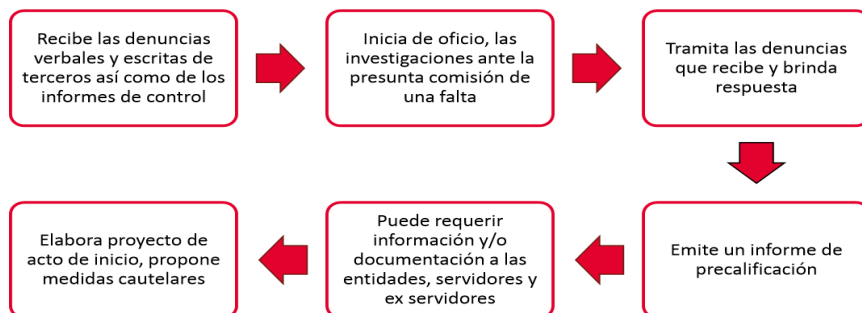 Recibe las denuncias
verbales y escritas de
terceros así como de los
informes de control
Inicia de oficio, las
investigaciones ante la
presunta comisión de
una falta
Tramita las denuncias
que recibe y brinda
respuesta
Emite un informe de
precalificación
Puede requerir
información y/o
documentación a las
entidades, servidores y
ex servidores
Elabora proyecto de
acto de inicio, propone
medidas cautelares